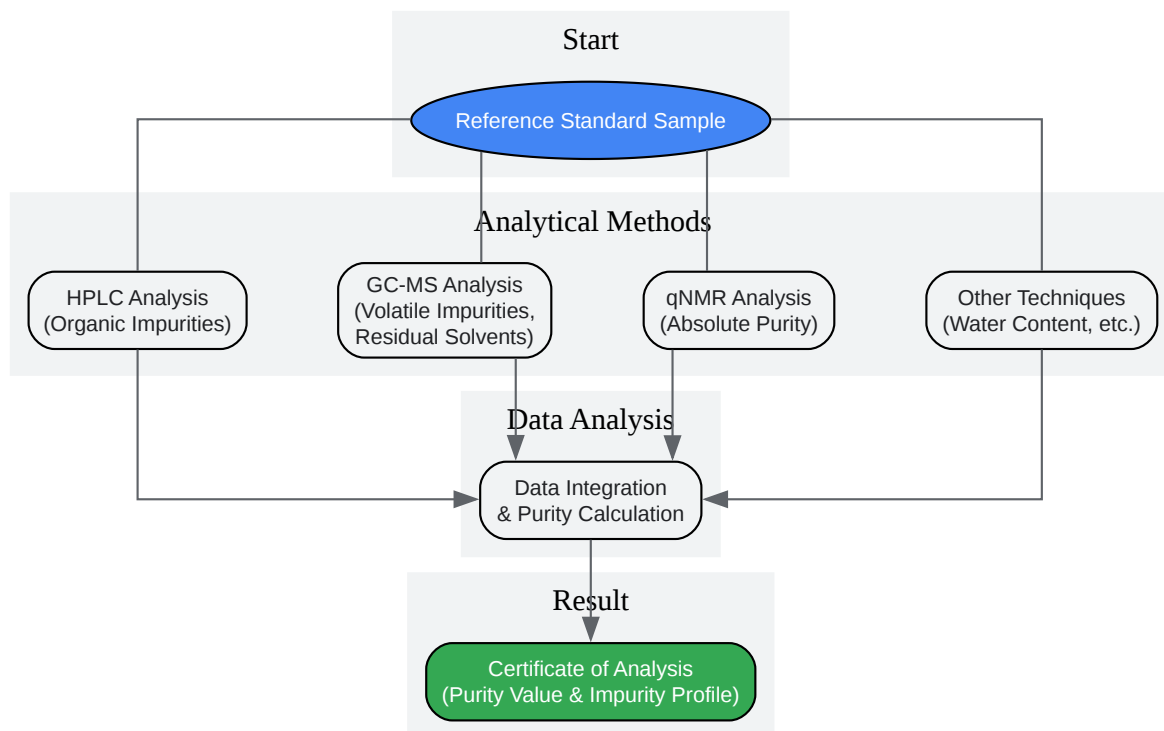 Start
Reference Standard Sample
Analytical Methods
HPLC Analysis
(Organic Impurities)
GC-MS Analysis
(Volatile Impurities,
Residual Solvents)
qNMR Analysis
(Absolute Purity)
Other Techniques
(Water Content, etc.)
Data Analysis
Data Integration
& Purity Calculation
Result
Certificate of Analysis
(Purity Value & Impurity Profile)